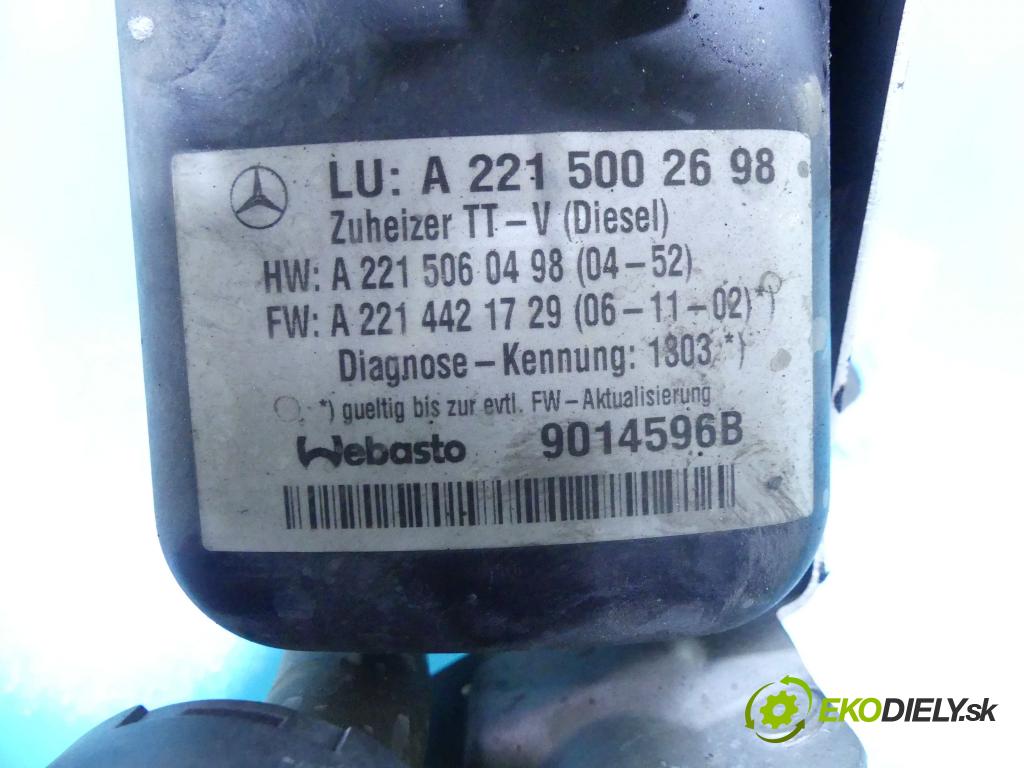 LU: A 221 500 26 98
Zuheizer TT – V (Diesel)
HW: A 221 506 04 98 (04 – 52)
FW: A 221 442 17 29 (06 – 11 – 02)*)
Diagnose – Kennung: 1803 *)
*) gueltig bis zur evtl. FW – Aktualisierung
Webasto 9014596B
EKODIELY.sk